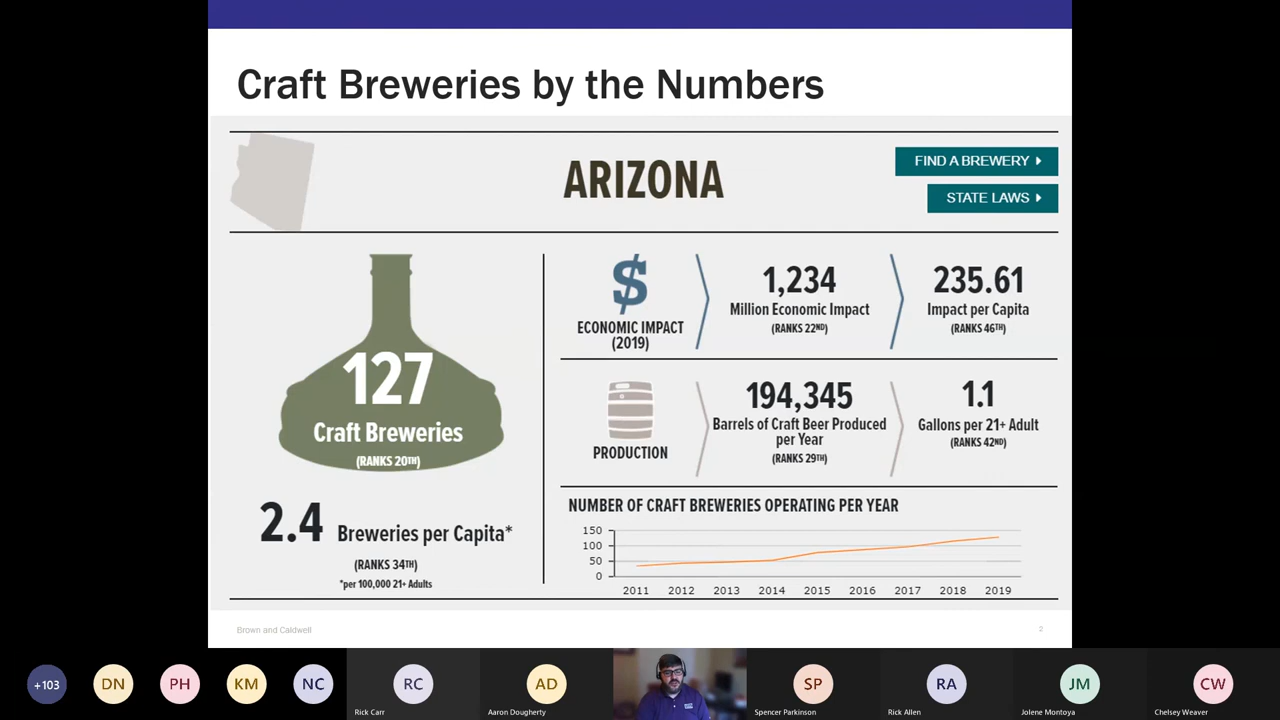 Craft Breweries by the Numbers
ARIZONA
FIND A BREWERY
STATE LAWS
127
Craft Breweries
(RANKS 20TH)
2.4 Breweries per Capita*
(RANKS 34TH)
*per 100,000 21+ Adults
$
ECONOMIC IMPACT
(2019)
1,234
Million Economic Impact
(RANKS 22ND)
235.61
Impact per Capita
(RANKS 46TH)
PRODUCTION
194,345
Barrels of Craft Beer Produced
per Year
(RANKS 29TH)
1.1
Gallons per 21+ Adult
(RANKS 42ND)
NUMBER OF CRAFT BREWERIES OPERATING PER YEAR
150
100
50
0
2011 2012 2013 2014 2015 2016 2017 2018 2019
Brown and Caldwell
2
+103 DN PH KM NC RC AD SP RA JM CW
Rick Carr Aaron Dougherty Spencer Parkinson Rick Allen Jolene Montoya Chelsey Weaver